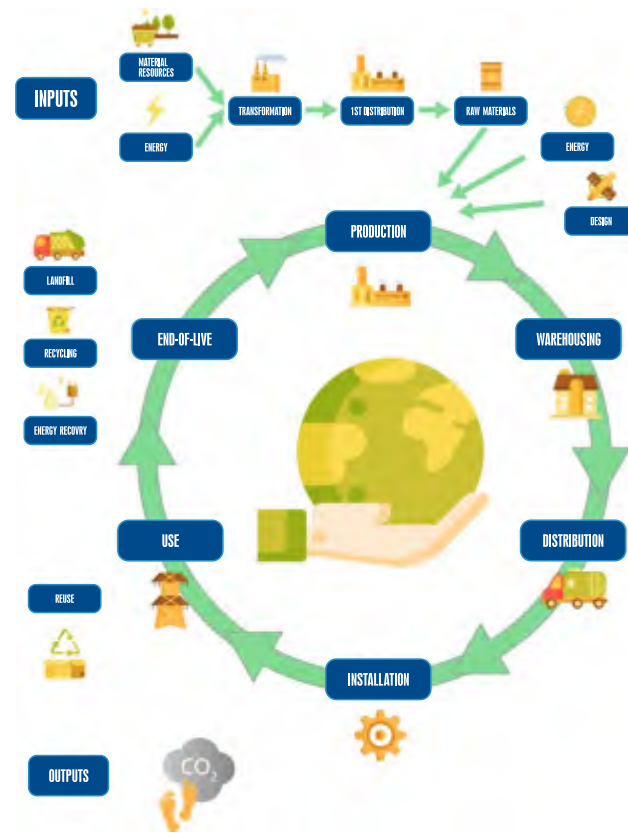 MATERIAL
RESOURCES
INPUTS
TRANSFORMATION
1ST DISTRIBUTION
RAW MATERIALS
ENERGY
ENERGY
DESIGN
PRODUCTION
LANDFILL
END-OF-LIVE
WAREHOUSING
RECYCLING
ENERGY RECOVRY
USE
DISTRIBUTION
REUSE
INSTALLATION
OUTPUTS
CO2